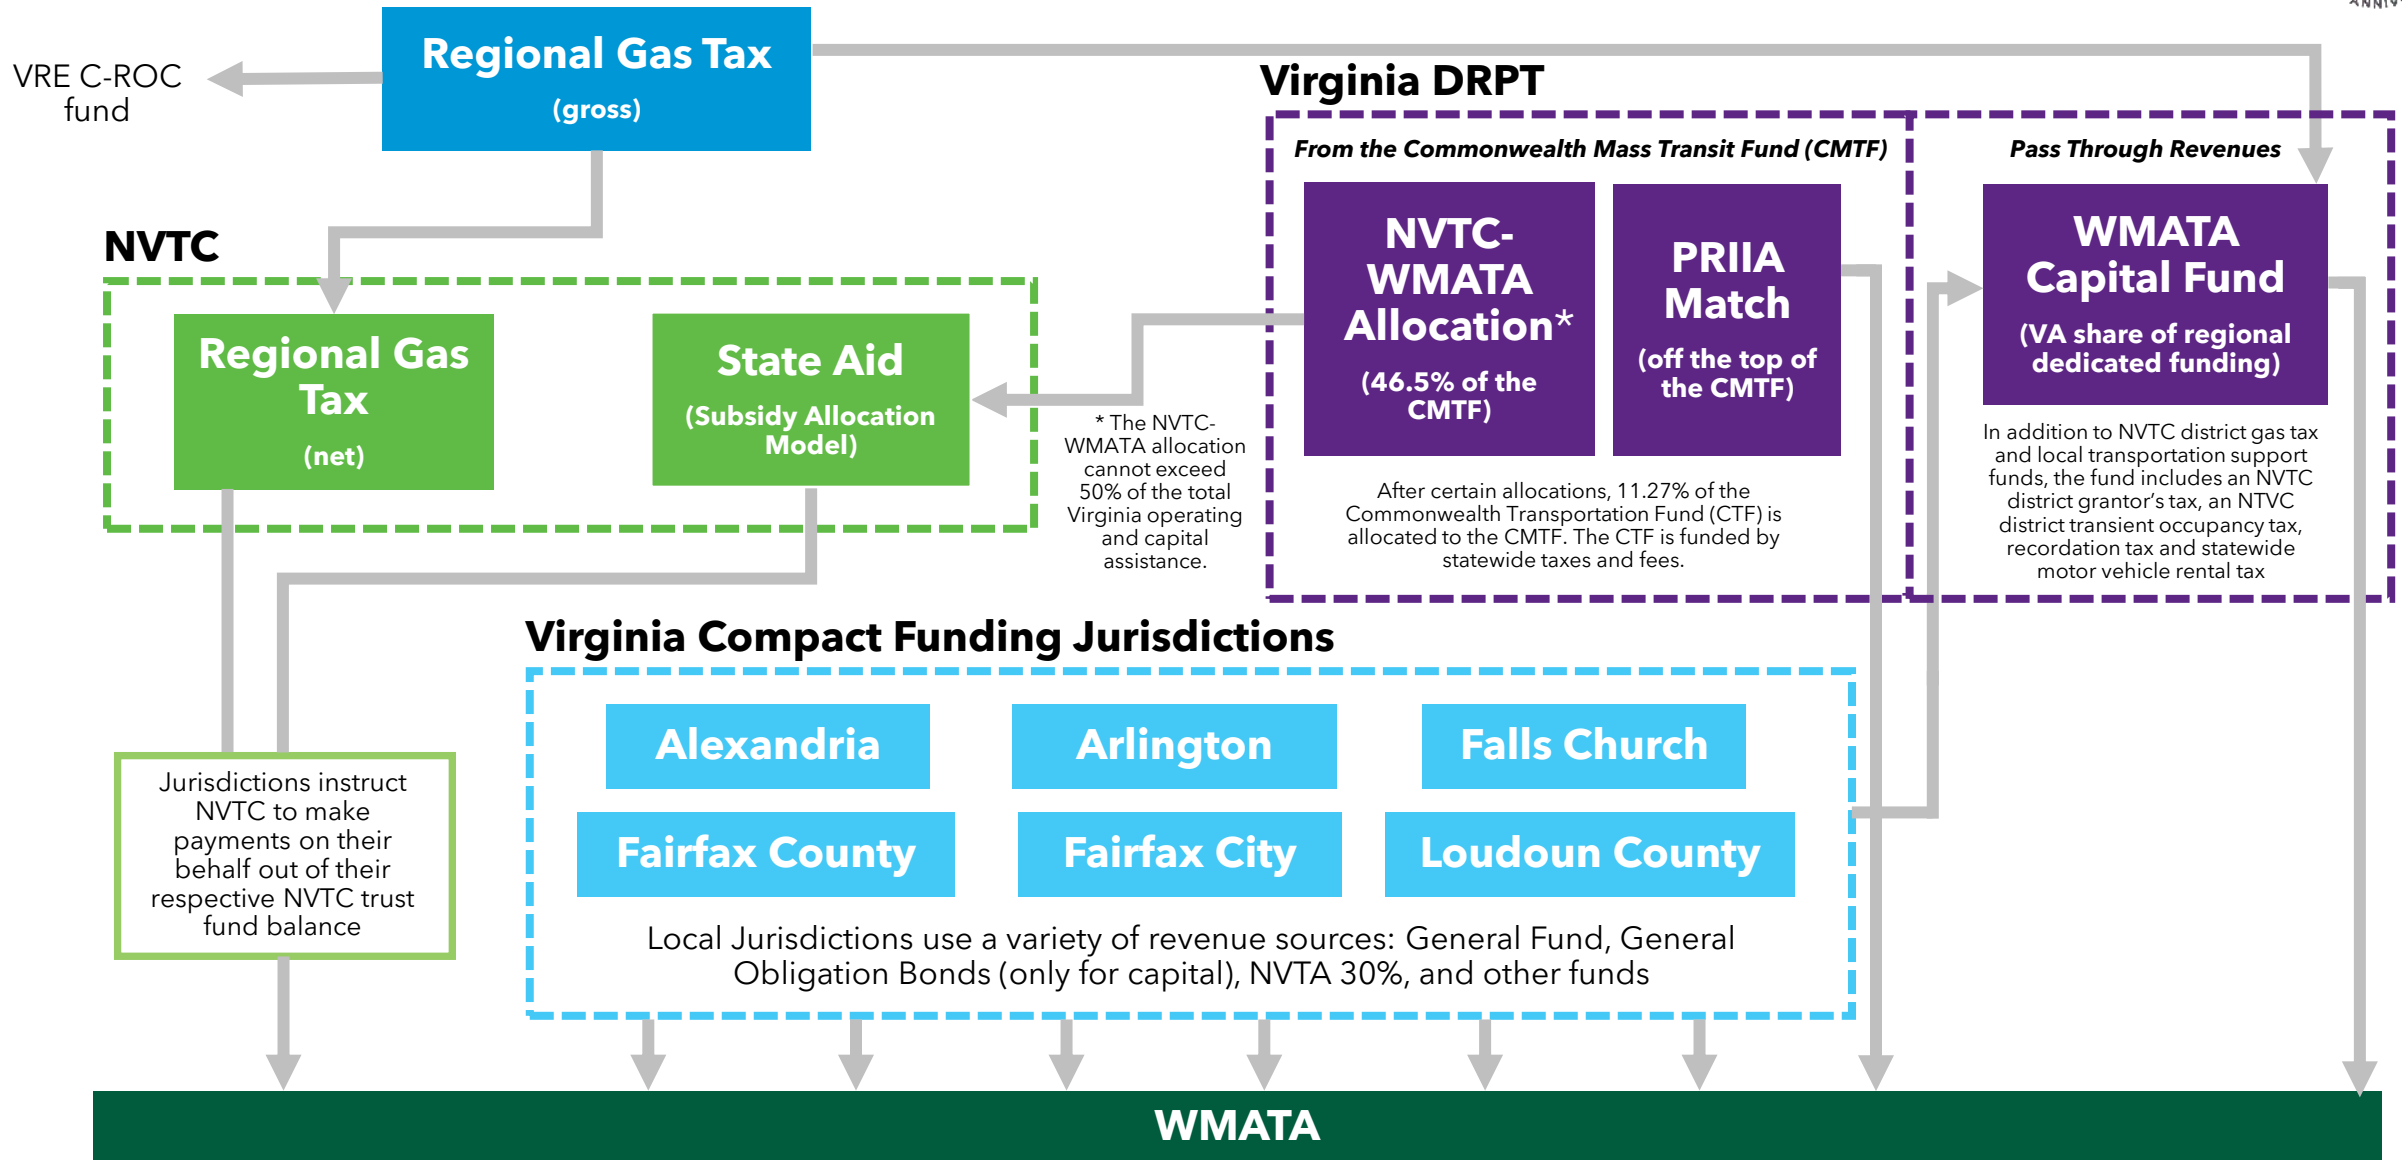 Regional Gas Tax
(gross)
VRE C-ROC
fund
Virginia DRPT
From the Commonwealth Mass Transit Fund (CMTF)
Pass Through Revenues
NVTC-
WMATA
Allocation*
(46.5% of the
CMTF)
PRIIA
Match
(off the top of
the CMTF)
WMATA
Capital Fund
(VA share of regional
dedicated funding)
After certain allocations, 11.27% of the
Commonwealth Transportation Fund (CTF) is
allocated to the CMTF. The CTF is funded by
statewide taxes and fees.
In addition to NVTC district gas tax
and local transportation support
funds, the fund includes an NVTC
district grantor's tax, an NTVC
district transient occupancy tax,
recordation tax and statewide
motor vehicle rental tax
NVTC
Regional Gas
Tax
(net)
State Aid
(Subsidy Allocation
Model)
* The NVTC-
WMATA allocation
cannot exceed
50% of the total
Virginia operating
and capital
assistance.
Virginia Compact Funding Jurisdictions
Alexandria
Arlington
Falls Church
Fairfax County
Fairfax City
Loudoun County
Local Jurisdictions use a variety of revenue sources: General Fund, General
Obligation Bonds (only for capital), NVTA 30%, and other funds
Jurisdictions instruct
NVTC to make
payments on their
behalf out of their
respective NVTC trust
fund balance
WMATA